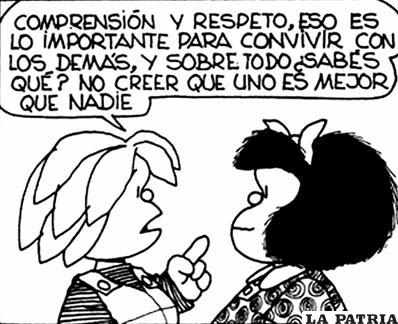 COMPRENSIÓN Y RESPETO, ESO ES
LO IMPORTANTE PARA CONVIVIR CON
LOS DEMÁS, Y SOBRE TODO ¿SABÉS
QUÉ? NO CREER QUE UNO ES MEJOR
QUE NADIE
LA PATRIA